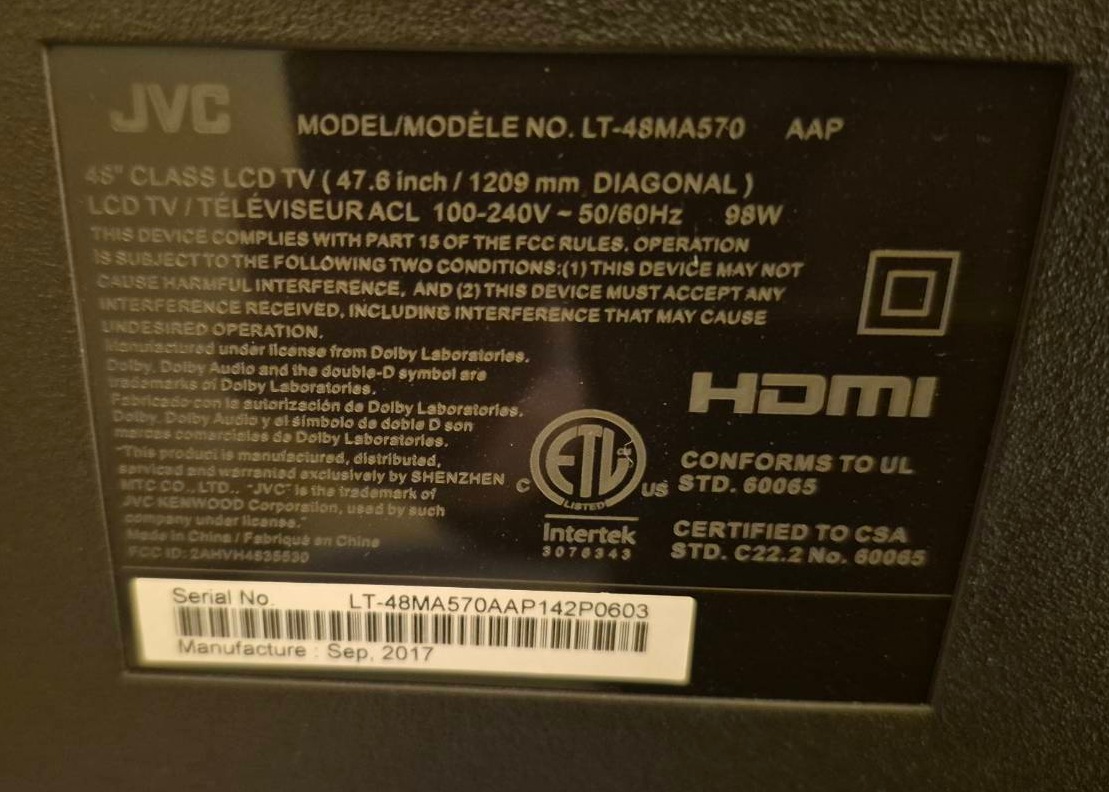 JVC
MODEL/MODÈLE NO. LT-48MA570 AAP
48" CLASS LCD TV ( 47.6 inch / 1209 mm DIAGONAL )
LCD TV / TÉLÉVISEUR ACL 100-240V ~ 50/60Hz 98W
THIS DEVICE COMPLIES WITH PART 15 OF THE FCC RULES. OPERATION
IS SUBJECT TO THE FOLLOWING TWO CONDITIONS:(1) THIS DEVICE MAY NOT
CAUSE HARMFUL INTERFERENCE, AND (2) THIS DEVICE MUST ACCEPT ANY
INTERFERENCE RECEIVED, INCLUDING INTERFERENCE THAT MAY CAUSE
UNDESIRED OPERATION.
Manufactured under license from Dolby Laboratories.
Dolby, Dolby Audio and the double-D symbol are
trademarks of Dolby Laboratories.
Fabricado con la autorización de Dolby Laboratories.
Dolby, Dolby Audio y el símbolo de doble D son
marcas comerciales de Dolby Laboratories.
"This product is manufactured, distributed,
serviced and warranted exclusively by SHENZHEN
MTC CO., LTD.. "JVC" is the trademark of
JVC KENWOOD Corporation, used by such
company under license."
Made in China / Fabriqué en China
FCC ID: 2AHVH4835530
HDMI
C ETL US
LISTED
Intertek
3076343
CONFORMS TO UL
STD. 60065
CERTIFIED TO CSA
STD. C22.2 No. 60065
Serial No. LT-48MA570AAP142P0603
Manufacture : Sep, 2017